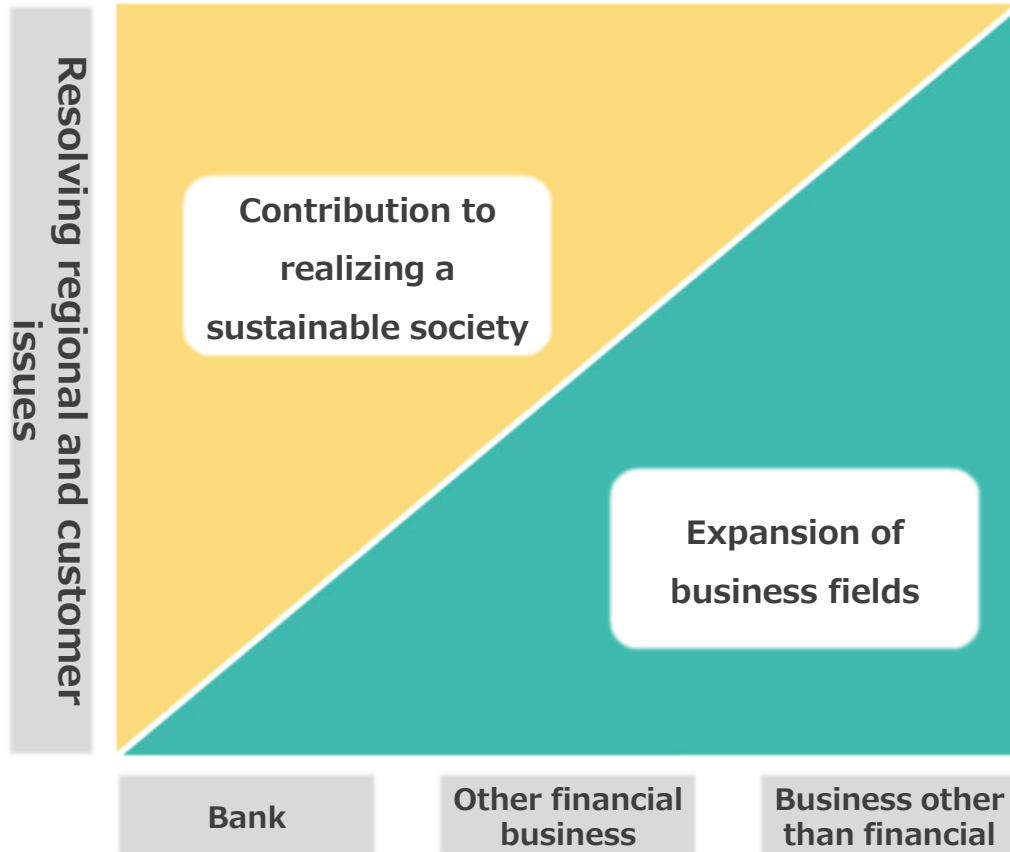 Resolving regional and customer
issues
Contribution to
realizing a
sustainable society
Expansion of
business fields
Bank
Other financial
business
Business other
than financial